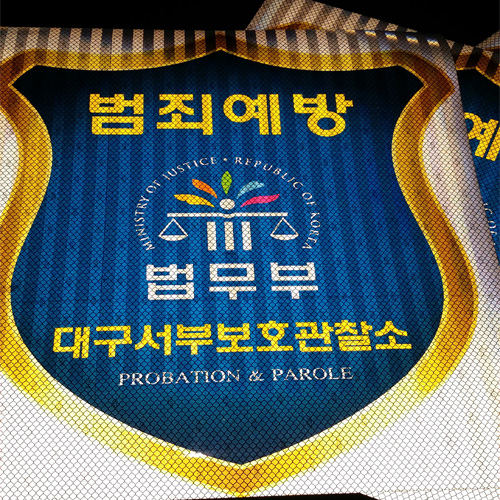 범죄예방
MINISTRY OF JUSTICE • REPUBLIC OF KOREA
법무부
대구서부보호관찰소
PROBATION & PAROLE
예